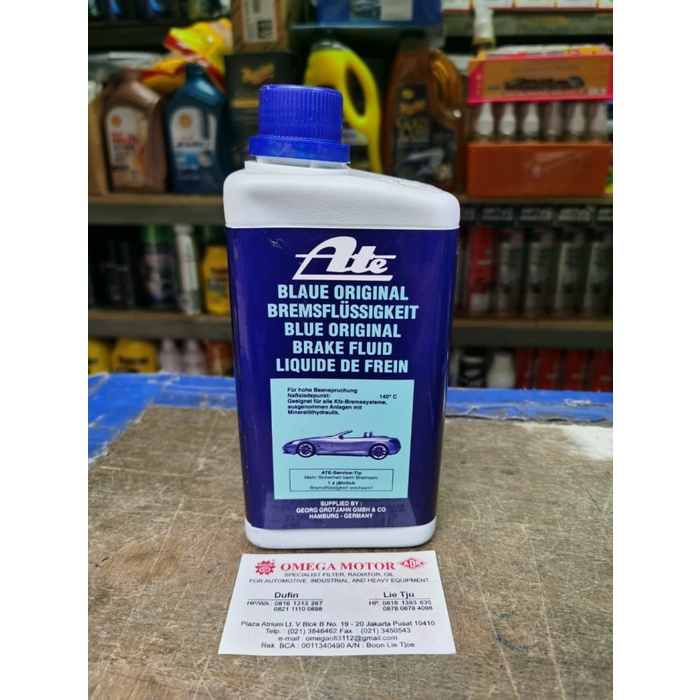 Ate
BLAUE ORIGINAL
BREMSFLÜSSIGKEIT
BLUE ORIGINAL
BRAKE FLUID
LIQUIDE DE FREIN
Für hohe Beanspruchung
Naßsiedepunkt: 140° C
Geeignet für alle Kfz-Bremssysteme,
ausgenommen Anlagen mit
Mineralölhydraulik.
ATE-Service-Tip
Mehr Sicherheit beim Bremsen:
1 x jährlich
Bremsflüssigkeit wechseln!
SUPPLIED BY :
GEORG GROTJAHN GMBH & CO
HAMBURG - GERMANY
OMEGA MOTOR
ADR
SPECIALIST FILTER, RADIATOR, OIL
FOR AUTOMOTIVE, INDUSTRIAL, AND HEAVY EQUIPMENT
Dufin Lie Tju
HP/WA : 0816 1313 267 HP. 0816 1393 635
0821 1110 0898 0878 0878 4098
Plaza Atrium Lt. V Blok B No. 19 - 20 Jakarta Pusat 10410
Telp. : (021) 3846462 Fax. : (021) 3450543
e-mail : omegaoil3112@gmail.com
Rek. BCA : 0011340490 A/N : Boon Lie Tjoe